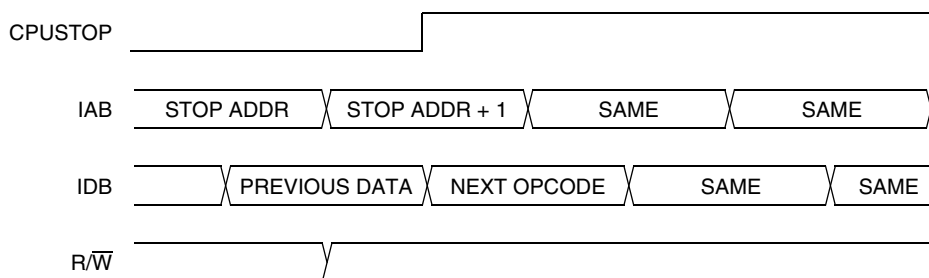 CPUSTOP
IAB STOP ADDR STOP ADDR + 1 SAME SAME
IDB PREVIOUS DATA NEXT OPCODE SAME SAME
R/W̅